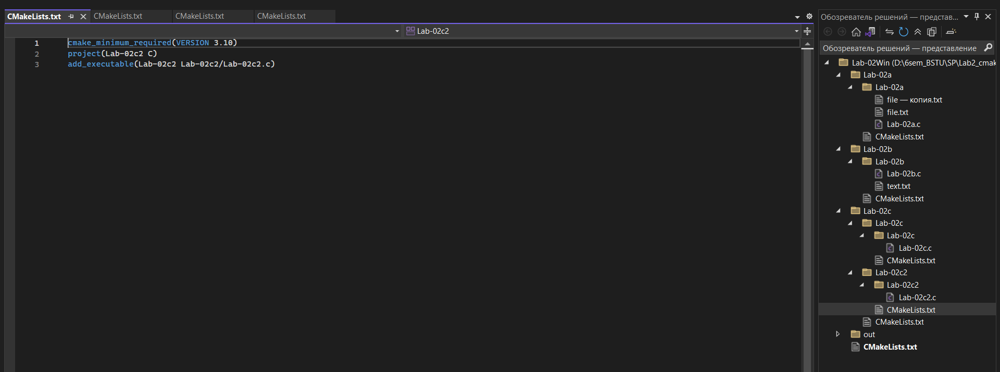 CMakeLists.txt CMakeLists.txt CMakeLists.txt CMakeLists.txt
Lab-02c2
1 cmake_minimum_required(VERSION 3.10)
2 project(Lab-02c2 C)
3 add_executable(Lab-02c2 Lab-02c2/Lab-02c2.c)
Обозреватель решений — представ...
Обозреватель решений — представление
Lab-02Win (D:\6sem_BSTU\SP\Lab2_cmak
Lab-02a
Lab-02a
file — копия.txt
file.txt
Lab-02a.c
CMakeLists.txt
Lab-02b
Lab-02b
Lab-02b.c
text.txt
CMakeLists.txt
Lab-02c
Lab-02c
Lab-02c
Lab-02c.c
CMakeLists.txt
Lab-02c2
Lab-02c2
Lab-02c2.c
CMakeLists.txt
CMakeLists.txt
out
CMakeLists.txt